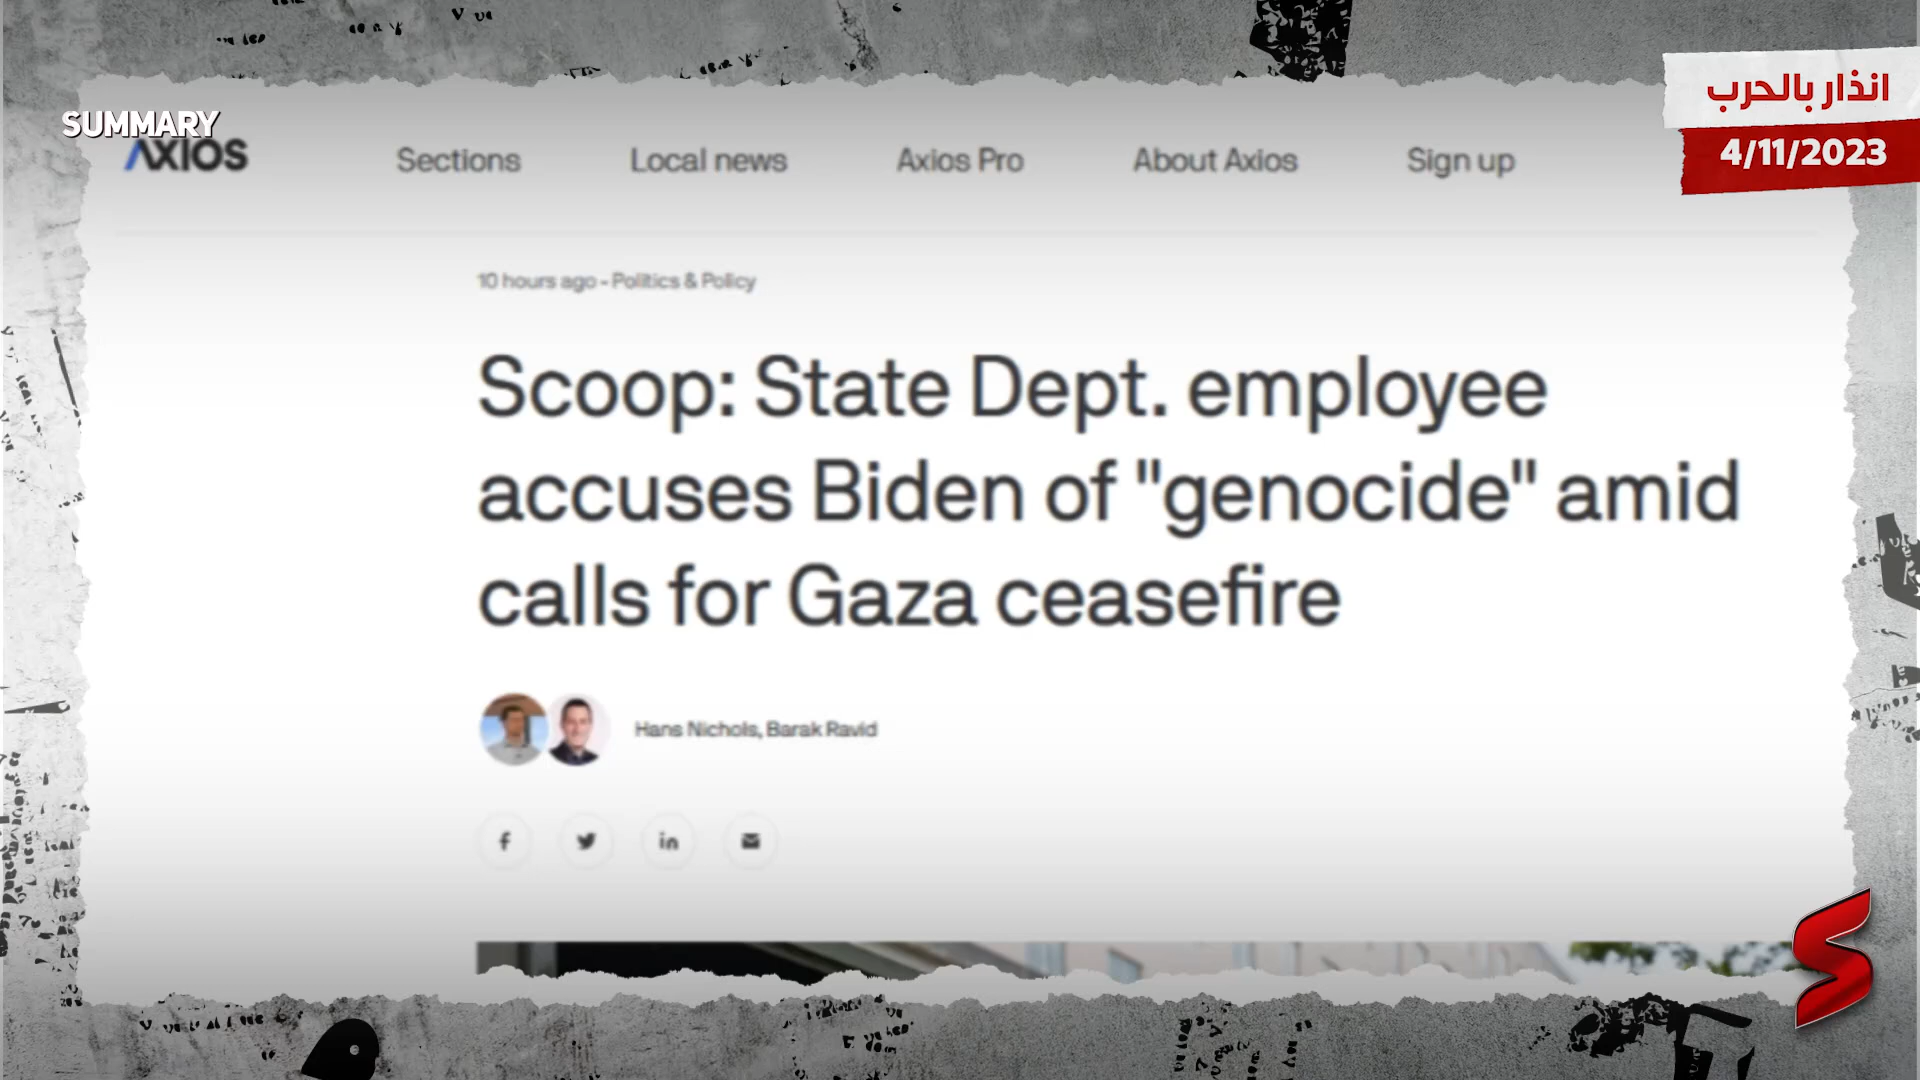 SUMMARY
انذار بالحرب
4/11/2023
AXIOS
Sections
Local news
Axios Pro
About Axios
Sign up
10 hours ago - Politics & Policy
Scoop: State Dept. employee
accuses Biden of "genocide" amid
calls for Gaza ceasefire
Hans Nichols, Barak Ravid